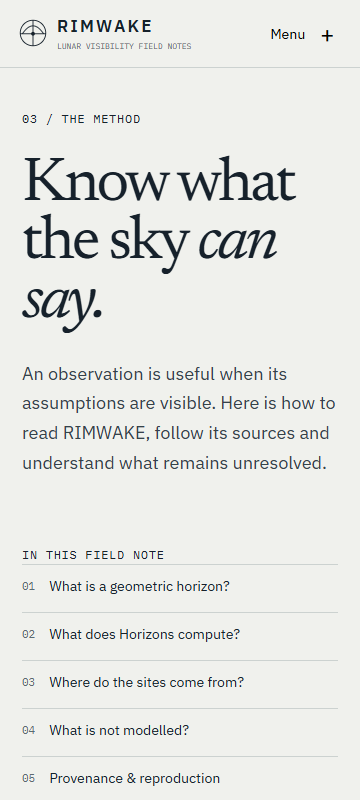 RIMWAKE
LUNAR VISIBILITY FIELD NOTES
Menu +
03 / THE METHOD
Know what
the sky can
say.
An observation is useful when its
assumptions are visible. Here is how to
read RIMWAKE, follow its sources and
understand what remains unresolved.
IN THIS FIELD NOTE
01 What is a geometric horizon?
02 What does Horizons compute?
03 Where do the sites come from?
04 What is not modelled?
05 Provenance & reproduction